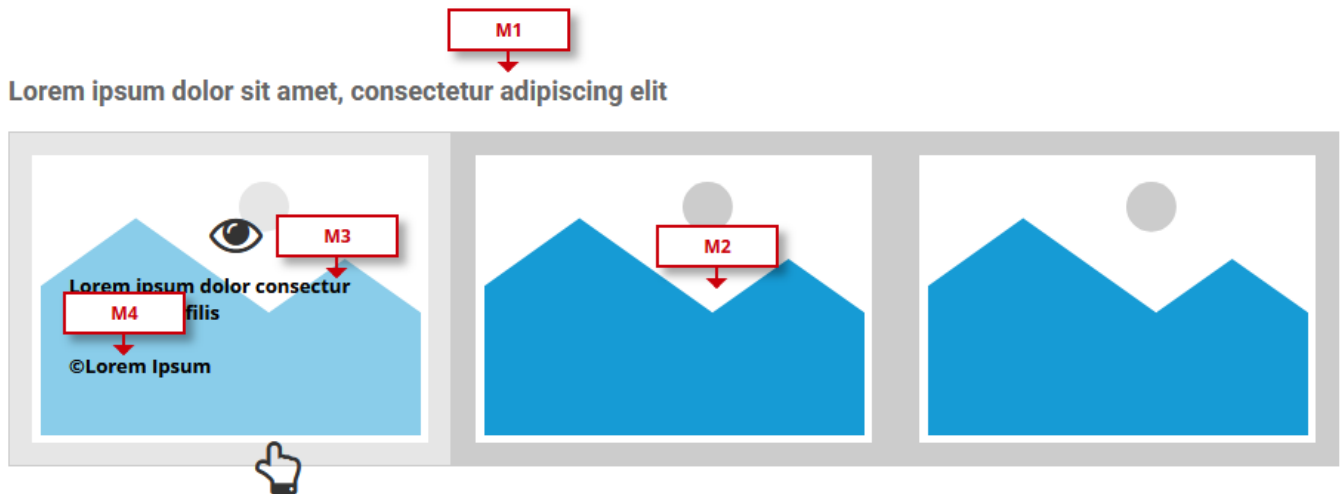 M1
Lorem ipsum dolor sit amet, consectetur adipiscing elit
M3
M2
Lorem ipsum dolor consectur
M4
filis
©Lorem Ipsum